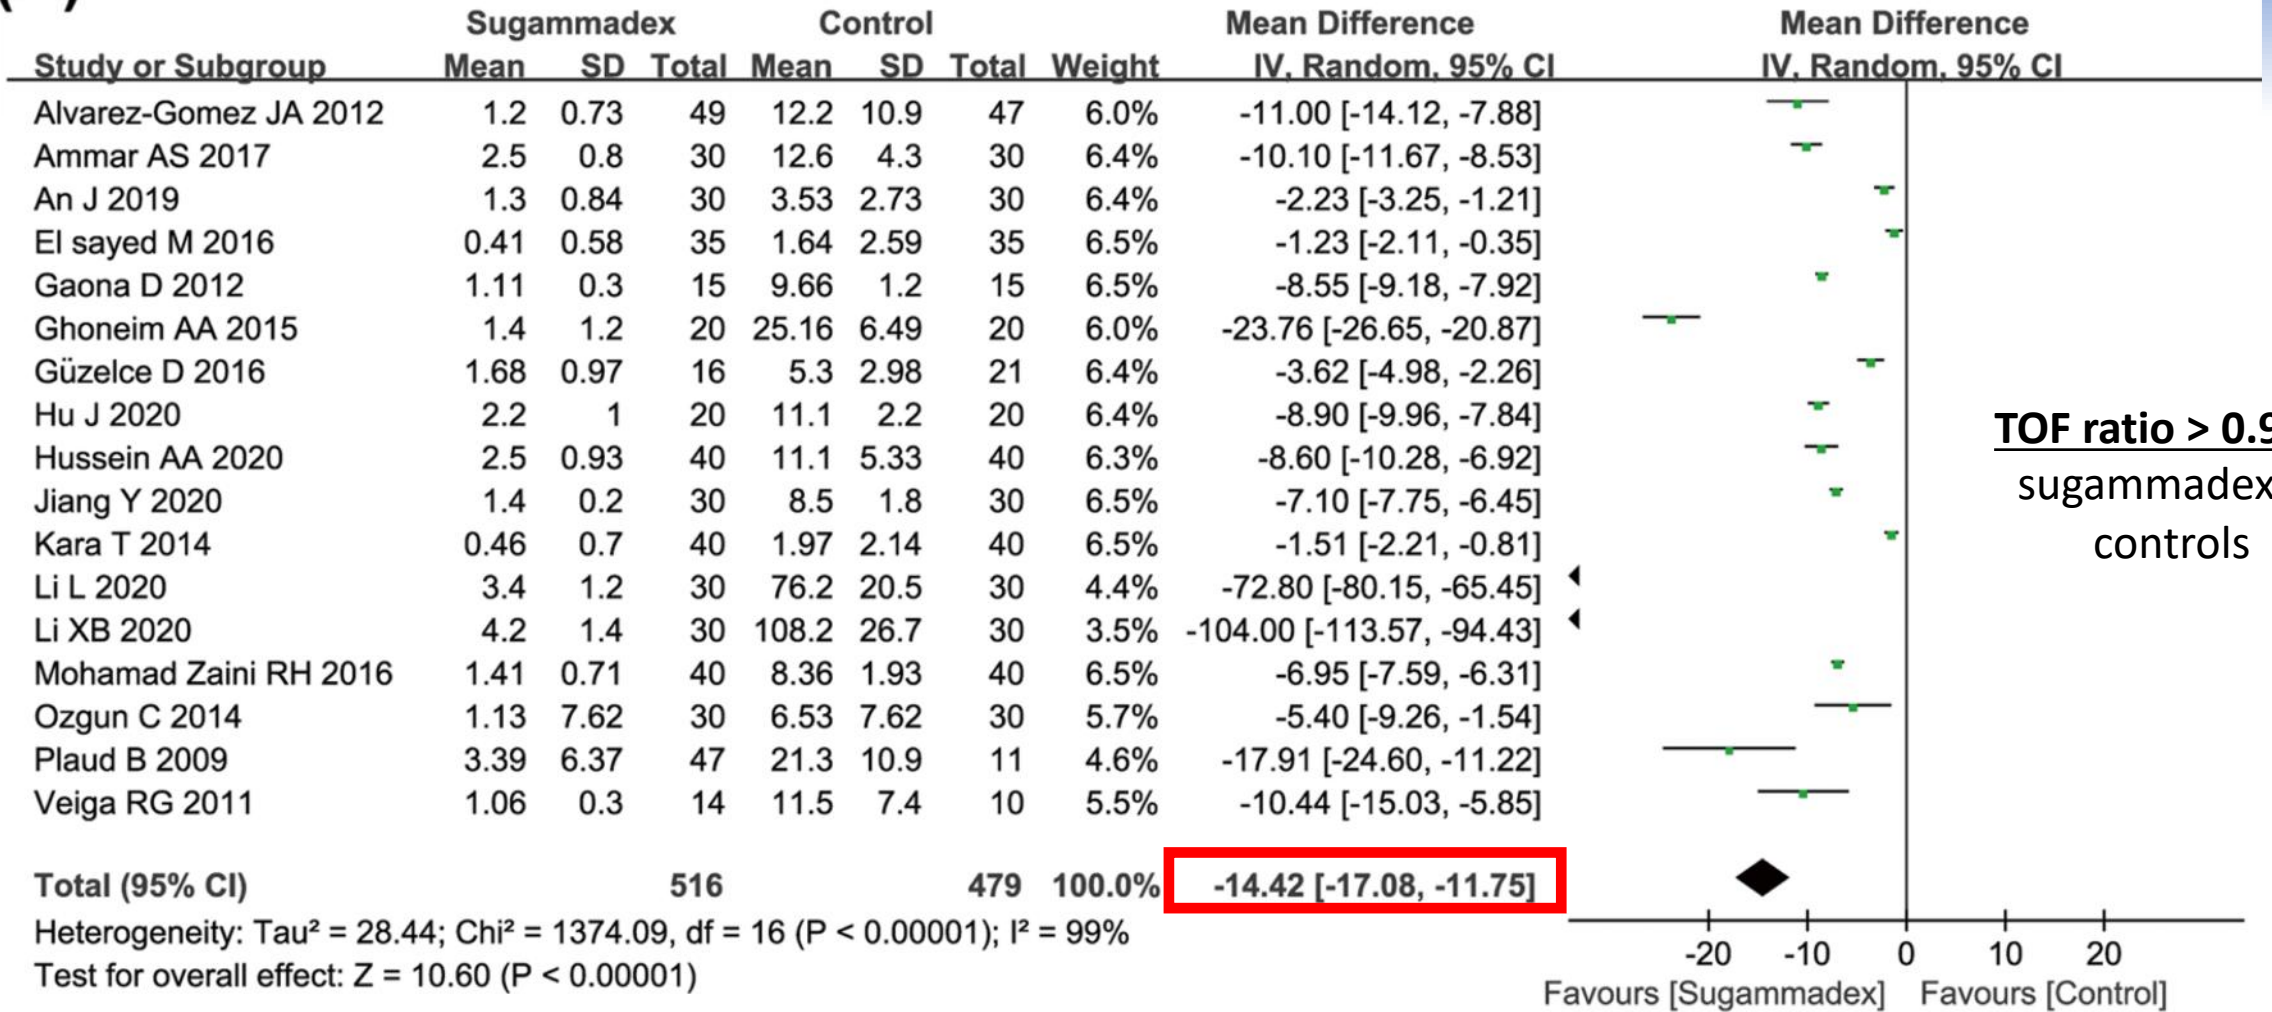 Sugammadex Control Mean Difference Mean Difference
Study or Subgroup Mean SD Total Mean SD Total Weight IV, Random, 95% CI IV, Random, 95% CI
Alvarez-Gomez JA 2012 1.2 0.73 49 12.2 10.9 47 6.0% -11.00 [-14.12, -7.88]
Ammar AS 2017 2.5 0.8 30 12.6 4.3 30 6.4% -10.10 [-11.67, -8.53]
An J 2019 1.3 0.84 30 3.53 2.73 30 6.4% -2.23 [-3.25, -1.21]
El sayed M 2016 0.41 0.58 35 1.64 2.59 35 6.5% -1.23 [-2.11, -0.35]
Gaona D 2012 1.11 0.3 15 9.66 1.2 15 6.5% -8.55 [-9.18, -7.92]
Ghoneim AA 2015 1.4 1.2 20 25.16 6.49 20 6.0% -23.76 [-26.65, -20.87]
Güzelce D 2016 1.68 0.97 16 5.3 2.98 21 6.4% -3.62 [-4.98, -2.26]
Hu J 2020 2.2 1 20 11.1 2.2 20 6.4% -8.90 [-9.96, -7.84]
Hussein AA 2020 2.5 0.93 40 11.1 5.33 40 6.3% -8.60 [-10.28, -6.92]
Jiang Y 2020 1.4 0.2 30 8.5 1.8 30 6.5% -7.10 [-7.75, -6.45]
Kara T 2014 0.46 0.7 40 1.97 2.14 40 6.5% -1.51 [-2.21, -0.81]
Li L 2020 3.4 1.2 30 76.2 20.5 30 4.4% -72.80 [-80.15, -65.45]
Li XB 2020 4.2 1.4 30 108.2 26.7 30 3.5% -104.00 [-113.57, -94.43]
Mohamad Zaini RH 2016 1.41 0.71 40 8.36 1.93 40 6.5% -6.95 [-7.59, -6.31]
Ozgun C 2014 1.13 7.62 30 6.53 7.62 30 5.7% -5.40 [-9.26, -1.54]
Plaud B 2009 3.39 6.37 47 21.3 10.9 11 4.6% -17.91 [-24.60, -11.22]
Veiga RG 2011 1.06 0.3 14 11.5 7.4 10 5.5% -10.44 [-15.03, -5.85]
Total (95% CI) 516 479 100.0% -14.42 [-17.08, -11.75]
Heterogeneity: Tau² = 28.44; Chi² = 1374.09, df = 16 (P < 0.00001); I² = 99%
Test for overall effect: Z = 10.60 (P < 0.00001)
-20 -10 0 10 20
Favours [Sugammadex] Favours [Control]
TOF ratio > 0.9
sugammadex
controls